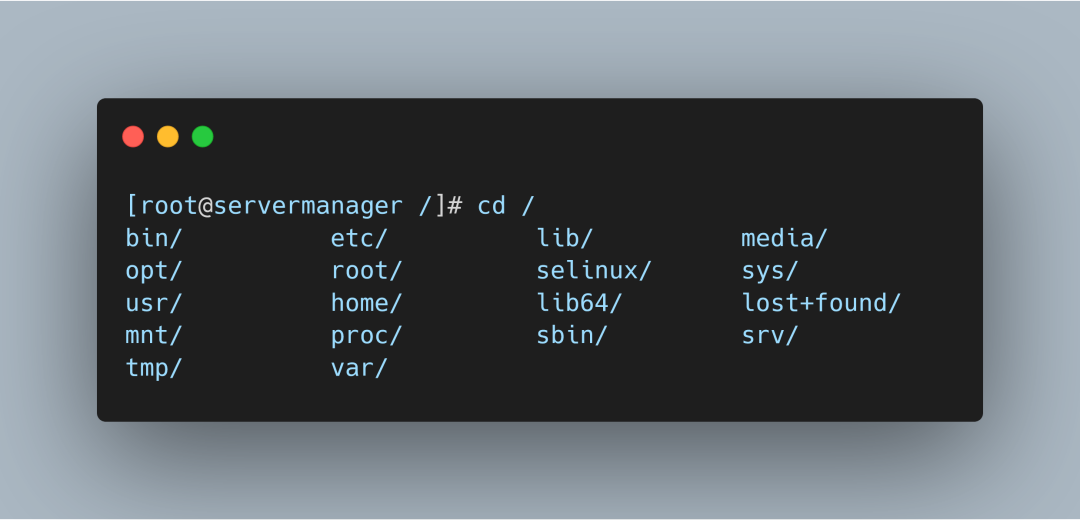 [root@servermanager /]# cd /
bin/ etc/ lib/ media/
opt/ root/ selinux/ sys/
usr/ home/ lib64/ lost+found/
mnt/ proc/ sbin/ srv/
tmp/ var/